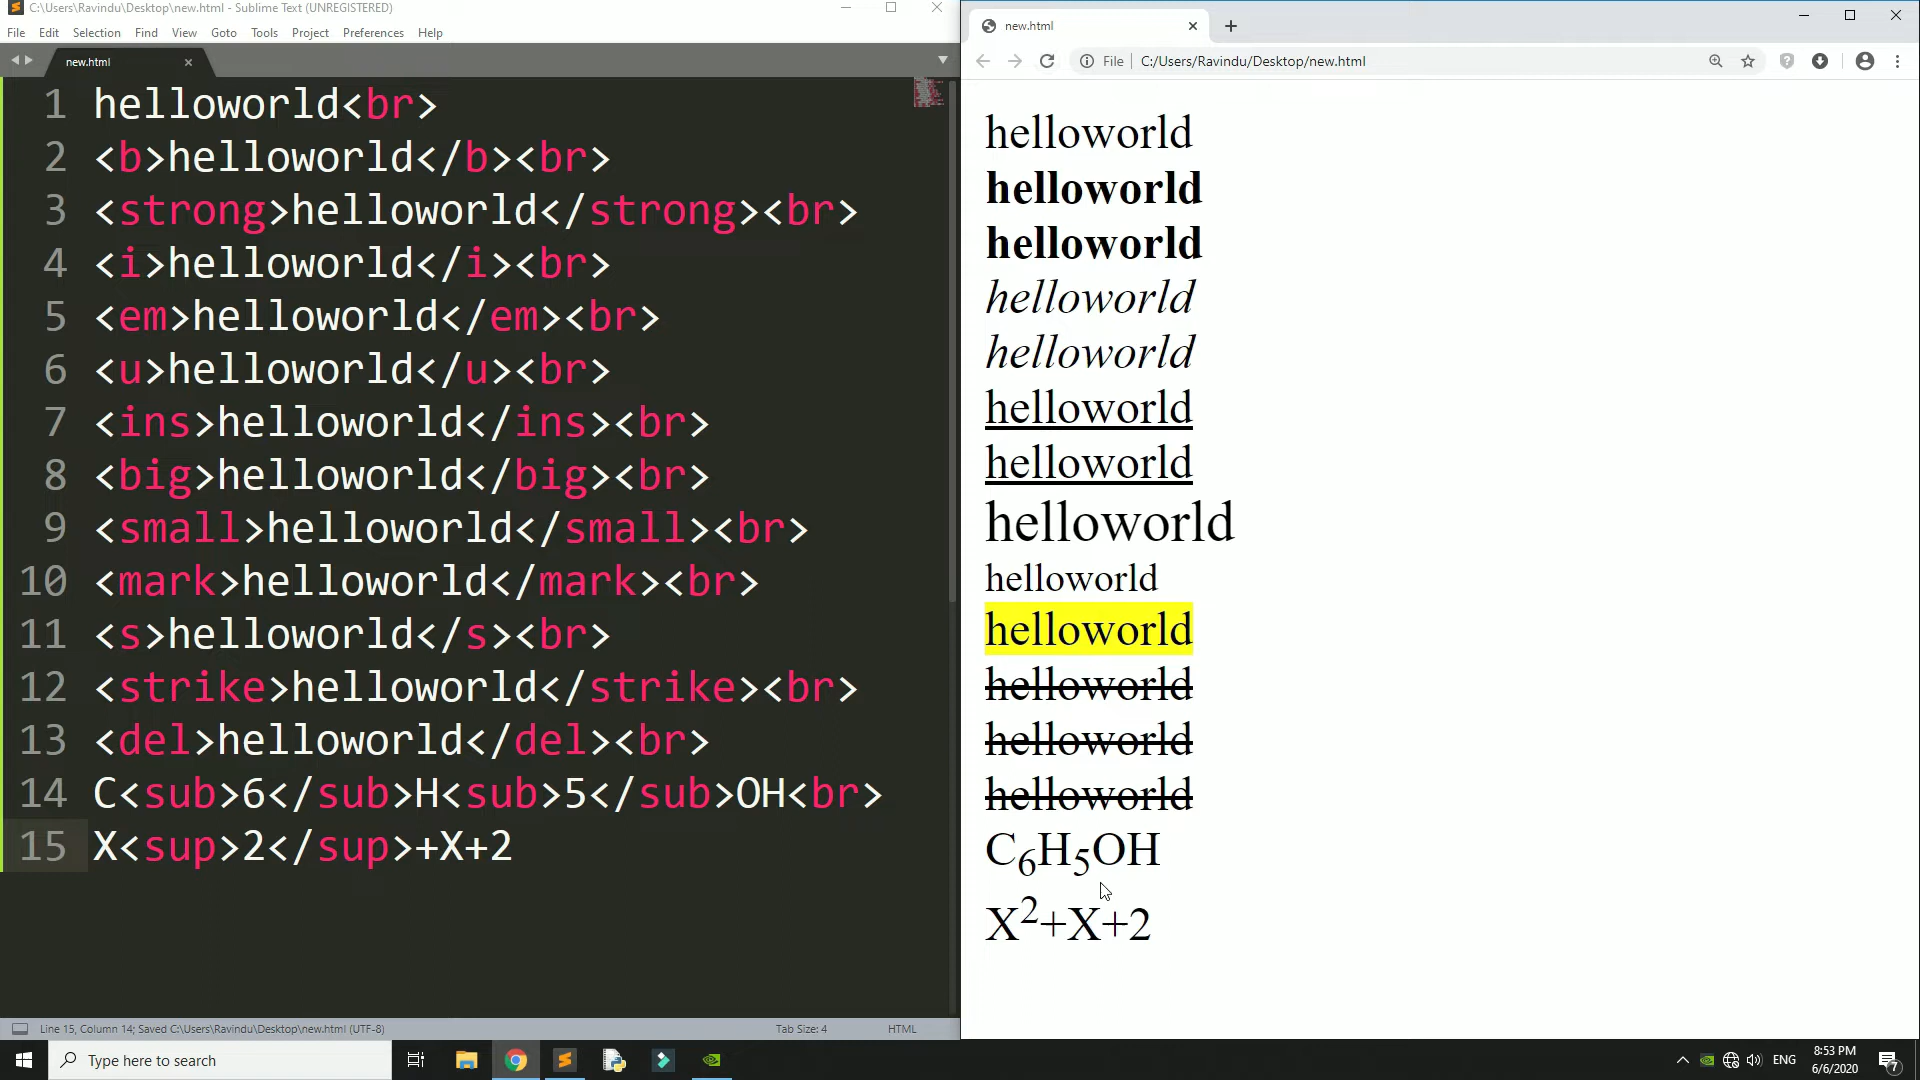 C:\Users\Ravindu\Desktop\new.html - Sublime Text (UNREGISTERED)
File Edit Selection Find View Goto Tools Project Preferences Help
new.html
1 helloworld<br>
2 <b>helloworld</b><br>
3 <strong>helloworld</strong><br>
4 <i>helloworld</i><br>
5 <em>helloworld</em><br>
6 <u>helloworld</u><br>
7 <ins>helloworld</ins><br>
8 <big>helloworld</big><br>
9 <small>helloworld</small><br>
10 <mark>helloworld</mark><br>
11 <s>helloworld</s><br>
12 <strike>helloworld</strike><br>
13 <del>helloworld</del><br>
14 C<sub>6</sub>H<sub>5</sub>OH<br>
15 X<sup>2</sup>+X+2
Line 15, Column 14; Saved C:\Users\Ravindu\Desktop\new.html (UTF-8)
Tab Size: 4
HTML
new.html
File C:/Users/Ravindu/Desktop/new.html
helloworld
helloworld
helloworld
helloworld
helloworld
helloworld
helloworld
helloworld
helloworld
helloworld
helloworld
helloworld
helloworld
C₆H₅OH
X²+X+2
Type here to search
ENG
8:53 PM
6/6/2020
7